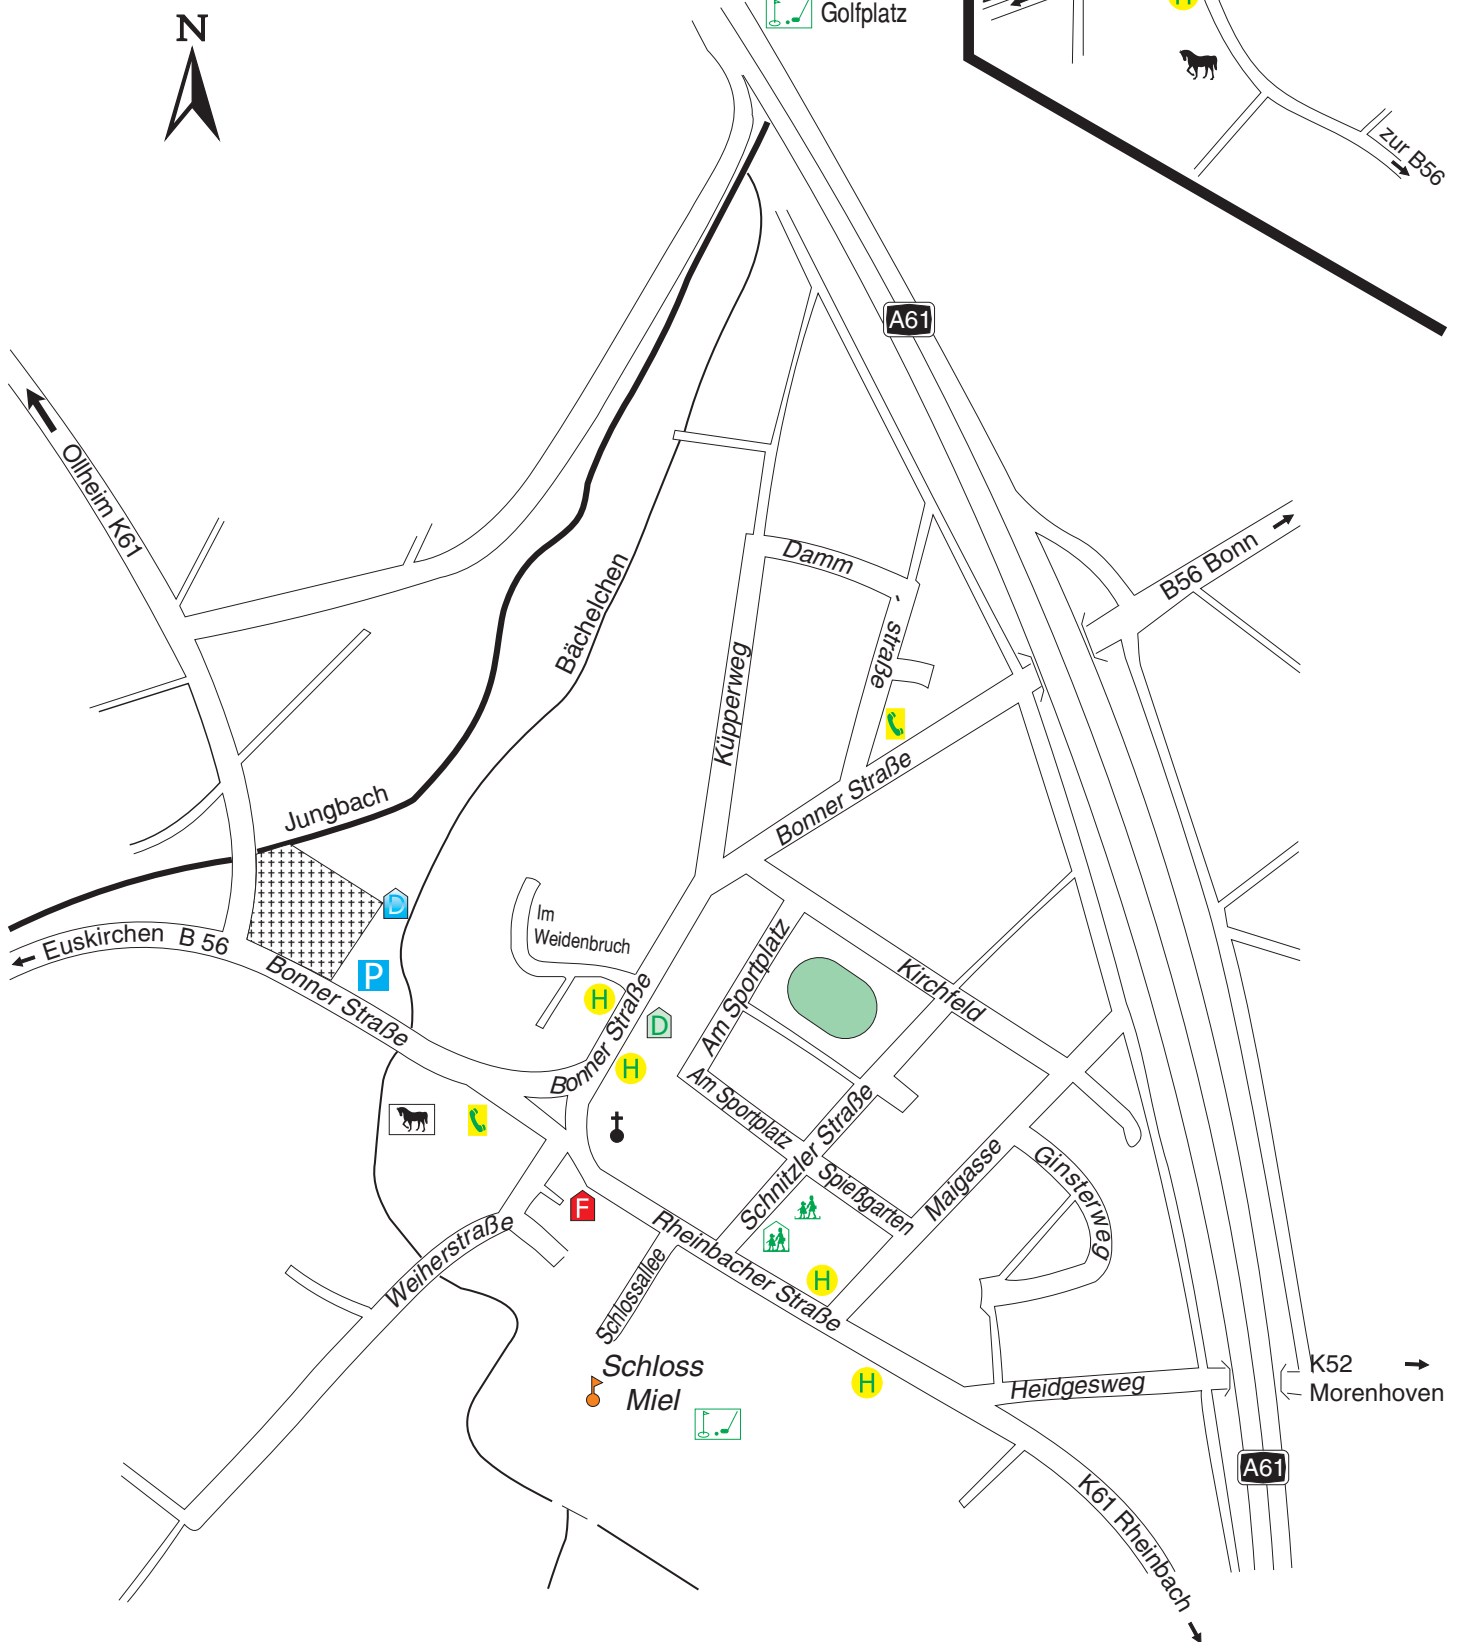 N
Golfplatz
H
zur B56
A61
Ollheim K61
B56 Bonn
Damm
-
straße
Bächelchen
Küpperweg
Bonner Straße
Jungbach
D
Euskirchen B 56
P
Bonner Straße
Im
Weidenbruch
H
Bonner Straße
D
H
Am Sportplatz
Kirchfeld
Am Sportplatz
Schnitzler Straße
Spießgarten
Maigasse
Ginsterweg
F
Weiherstraße
Rheinbacher Straße
Schlossallee
H
Schloss
Miel
H
Heidgesweg
K52
Morenhoven
A61
K61 Rheinbach